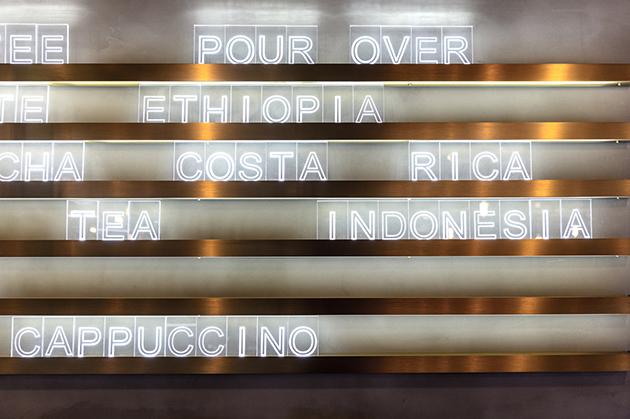 EE POUR OVER
TE ETHIOPIA
CHA COSTA RICA
TEA INDONESIA
CAPPUCCINO